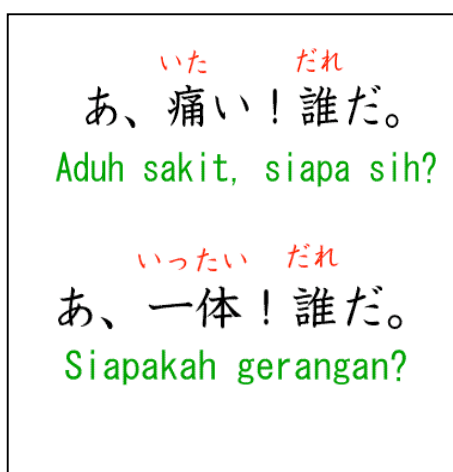 いた だれ
あ、痛い！誰だ。
Aduh sakit, siapa sih?
いったい だれ
あ、一体！誰だ。
Siapakah gerangan?